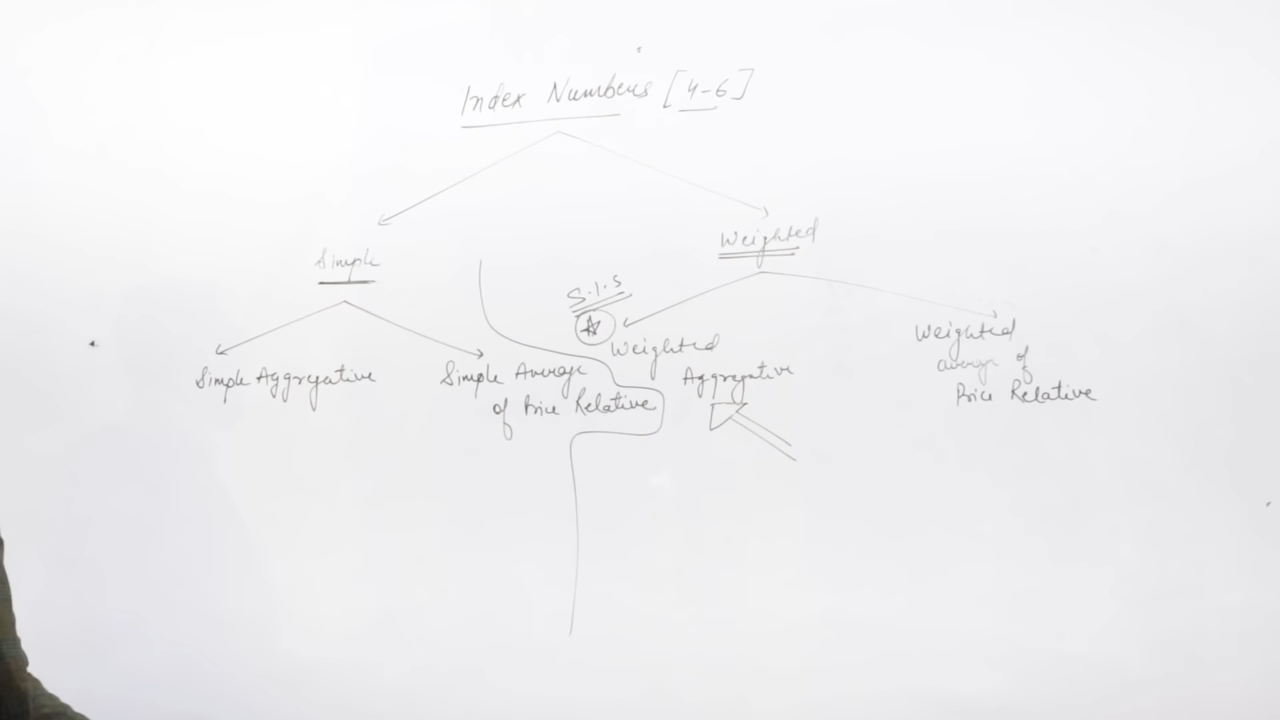 Index Numbers [4-6]
Simple
Weighted
S.I.S
Simple Aggregative
Simple Average
of Price Relative
Weighted
Aggregative
Weighted
average of
Price Relative